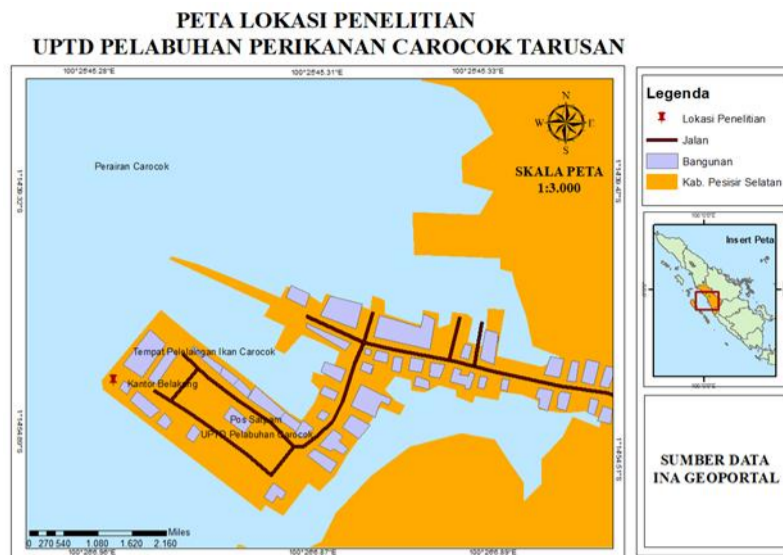 PETA LOKASI PENELITIAN
UPTD PELABUHAN PERIKANAN CAROCOK TARUSAN
Perairan Carocok
N
W E
S
SKALA PETA
1:3.000
Tempat Pelalaingan Ikan Carocok
Kantor Belakang
Pos Satpam
UPTD Pelabuhan Carocok
Miles
0 270 540 1.080 1.620 2.160
Legenda
Lokasi Penelitian
Jalan
Bangunan
Kab. Pesisir Selatan
Insert Peta
SUMBER DATA
INA GEOPORTAL